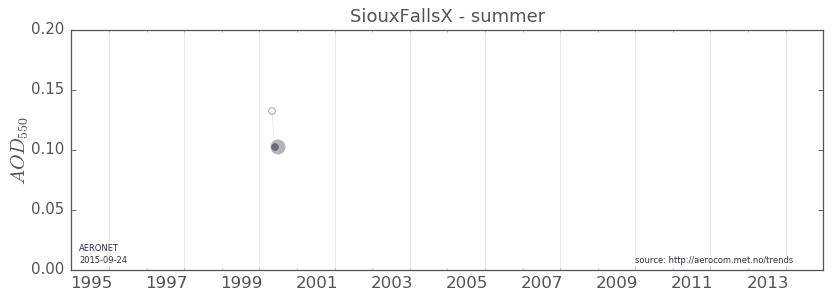 SiouxFallsX - summer
0.20
0.15
0.10
0.05
0.00
AOD550
AERONET
2015-09-24
source: http://aerocom.met.no/trends
1995 1997 1999 2001 2003 2005 2007 2009 2011 2013